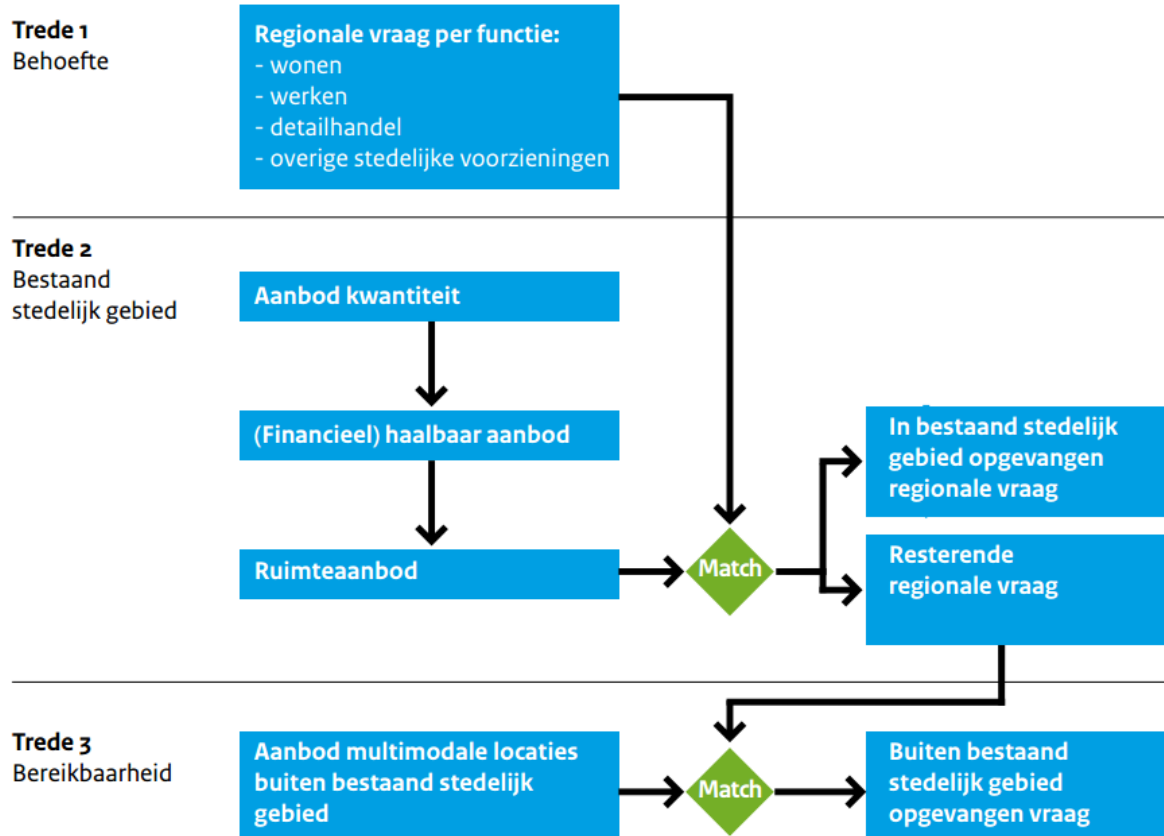 Trede 1
Behoefte
Regionale vraag per functie:
- wonen
- werken
- detailhandel
- overige stedelijke voorzieningen
Trede 2
Bestaand
stedelijk gebied
Aanbod kwantiteit
(Financieel) haalbaar aanbod
Ruimteaanbod
Match
In bestaand stedelijk
gebied opgevangen
regionale vraag
Resterende
regionale vraag
Trede 3
Bereikbaarheid
Aanbod multimodale locaties
buiten bestaand stedelijk
gebied
Match
Buiten bestaand
stedelijk gebied
opgevangen vraag